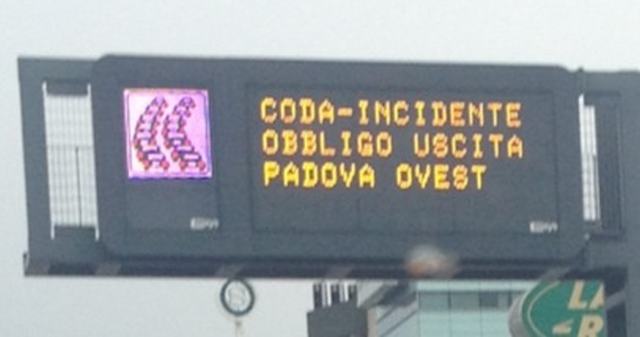 CODA-INCIDENTE
OBBLIGO USCITA
PADOVA OVEST